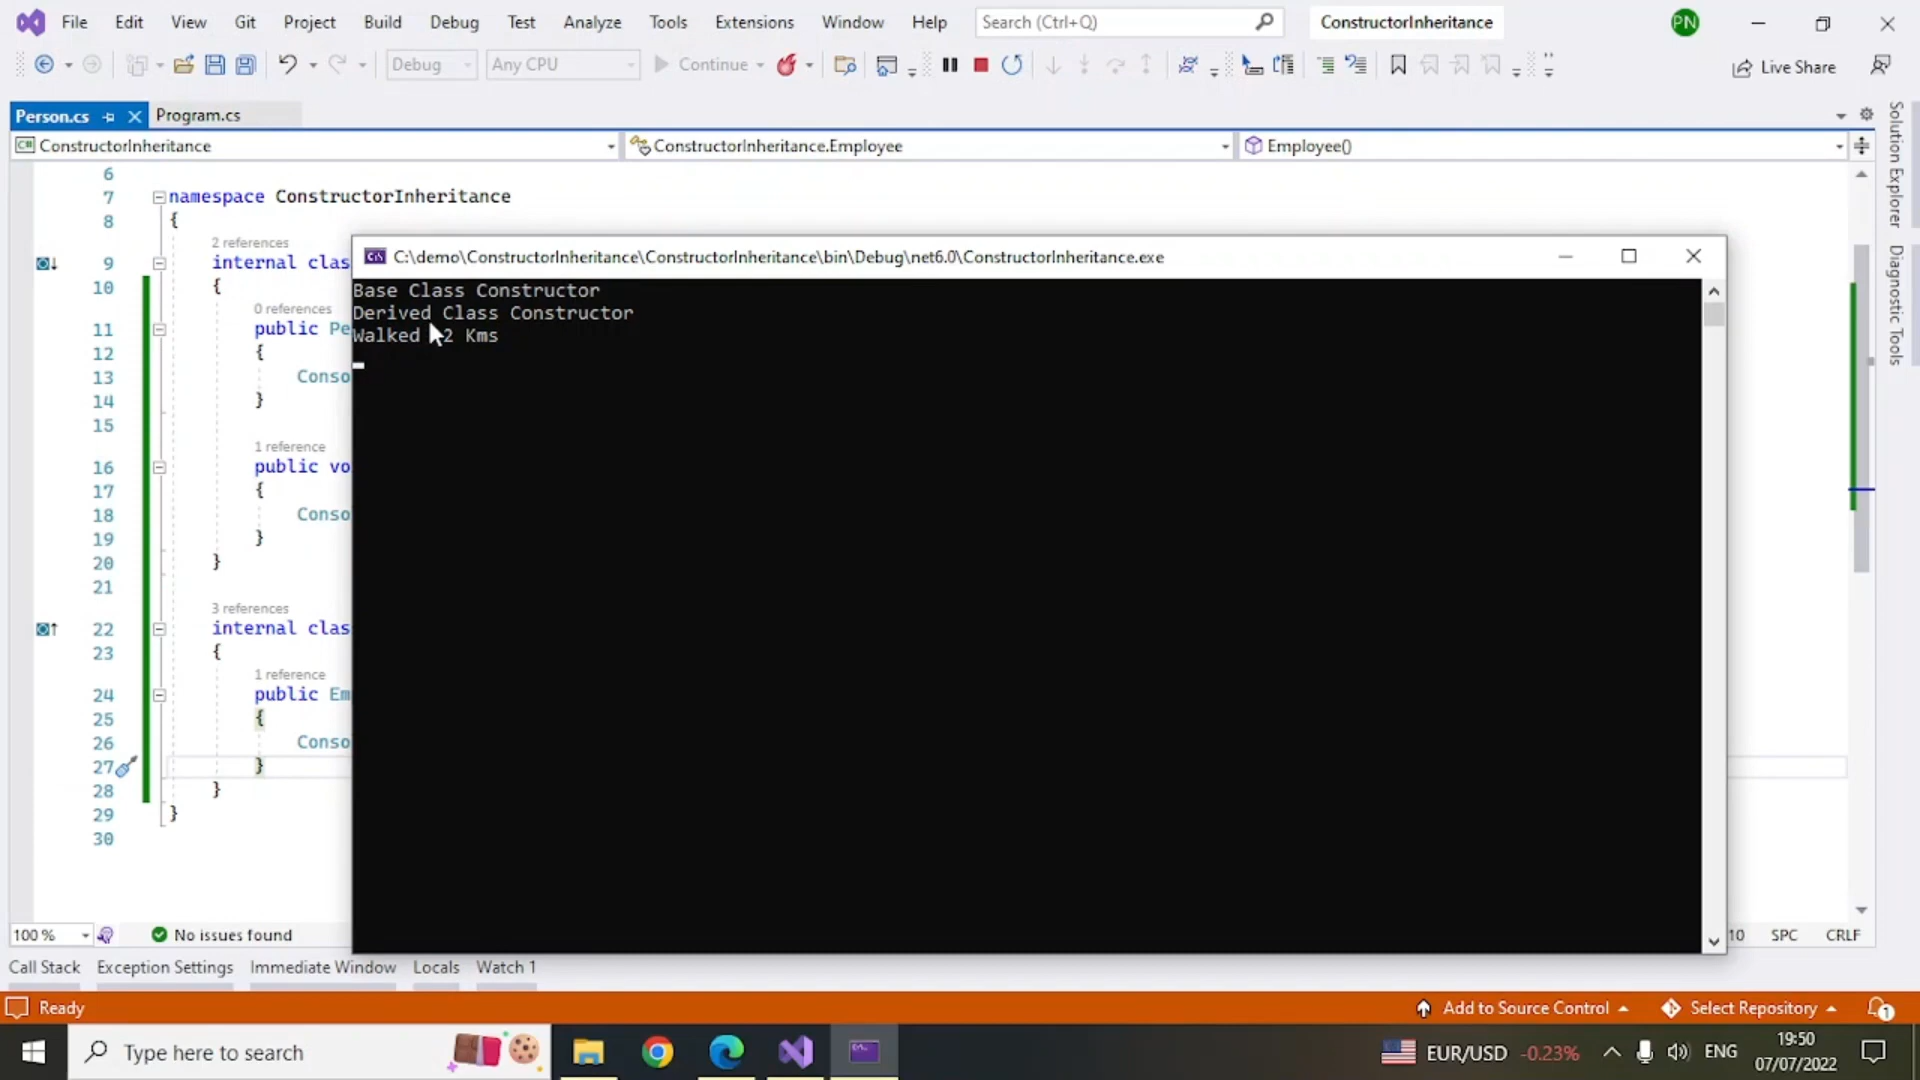 File Edit View Git Project Build Debug Test Analyze Tools Extensions Window Help Search (Ctrl+Q) ConstructorInheritance PN
Debug Any CPU Continue Live Share
Person.cs Program.cs
C# ConstructorInheritance ConstructorInheritance.Employee Employee()
6
7 namespace ConstructorInheritance
8 {
2 references
9 internal clas
10 {
0 references
11 public Pe
12 {
13 Conso
14 }
15
1 reference
16 public vo
17 {
18 Conso
19 }
20 }
21
3 references
22 internal clas
23 {
1 reference
24 public Em
25 {
26 Conso
27 }
28 }
29 }
30
C:\demo\ConstructorInheritance\ConstructorInheritance\bin\Debug\net6.0\ConstructorInheritance.exe
Base Class Constructor
Derived Class Constructor
Walked 2 Kms
Solution Explorer
Diagnostic Tools
100 % No issues found 10 SPC CRLF
Call Stack Exception Settings Immediate Window Locals Watch 1
Ready Add to Source Control Select Repository 1
Type here to search EUR/USD -0.23% ENG 19:50
07/07/2022